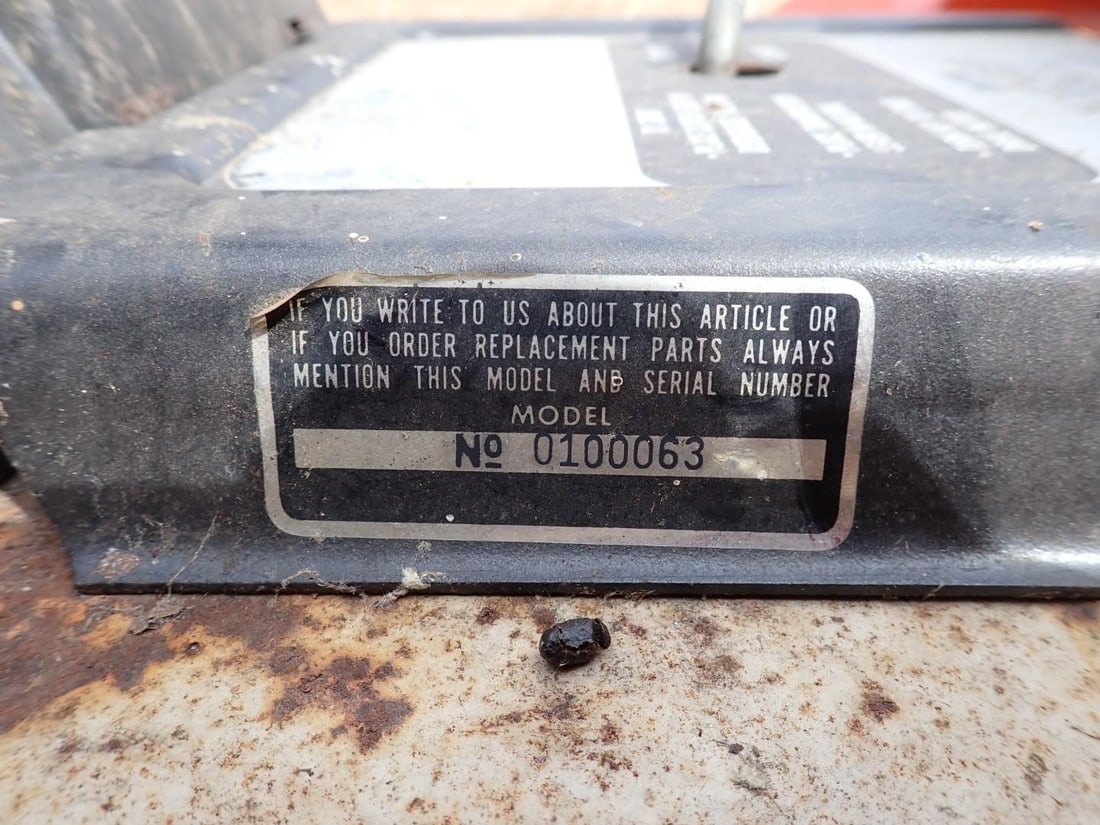 IF YOU WRITE TO US ABOUT THIS ARTICLE OR
IF YOU ORDER REPLACEMENT PARTS ALWAYS
MENTION THIS MODEL AND SERIAL NUMBER
MODEL
Nº 0100063